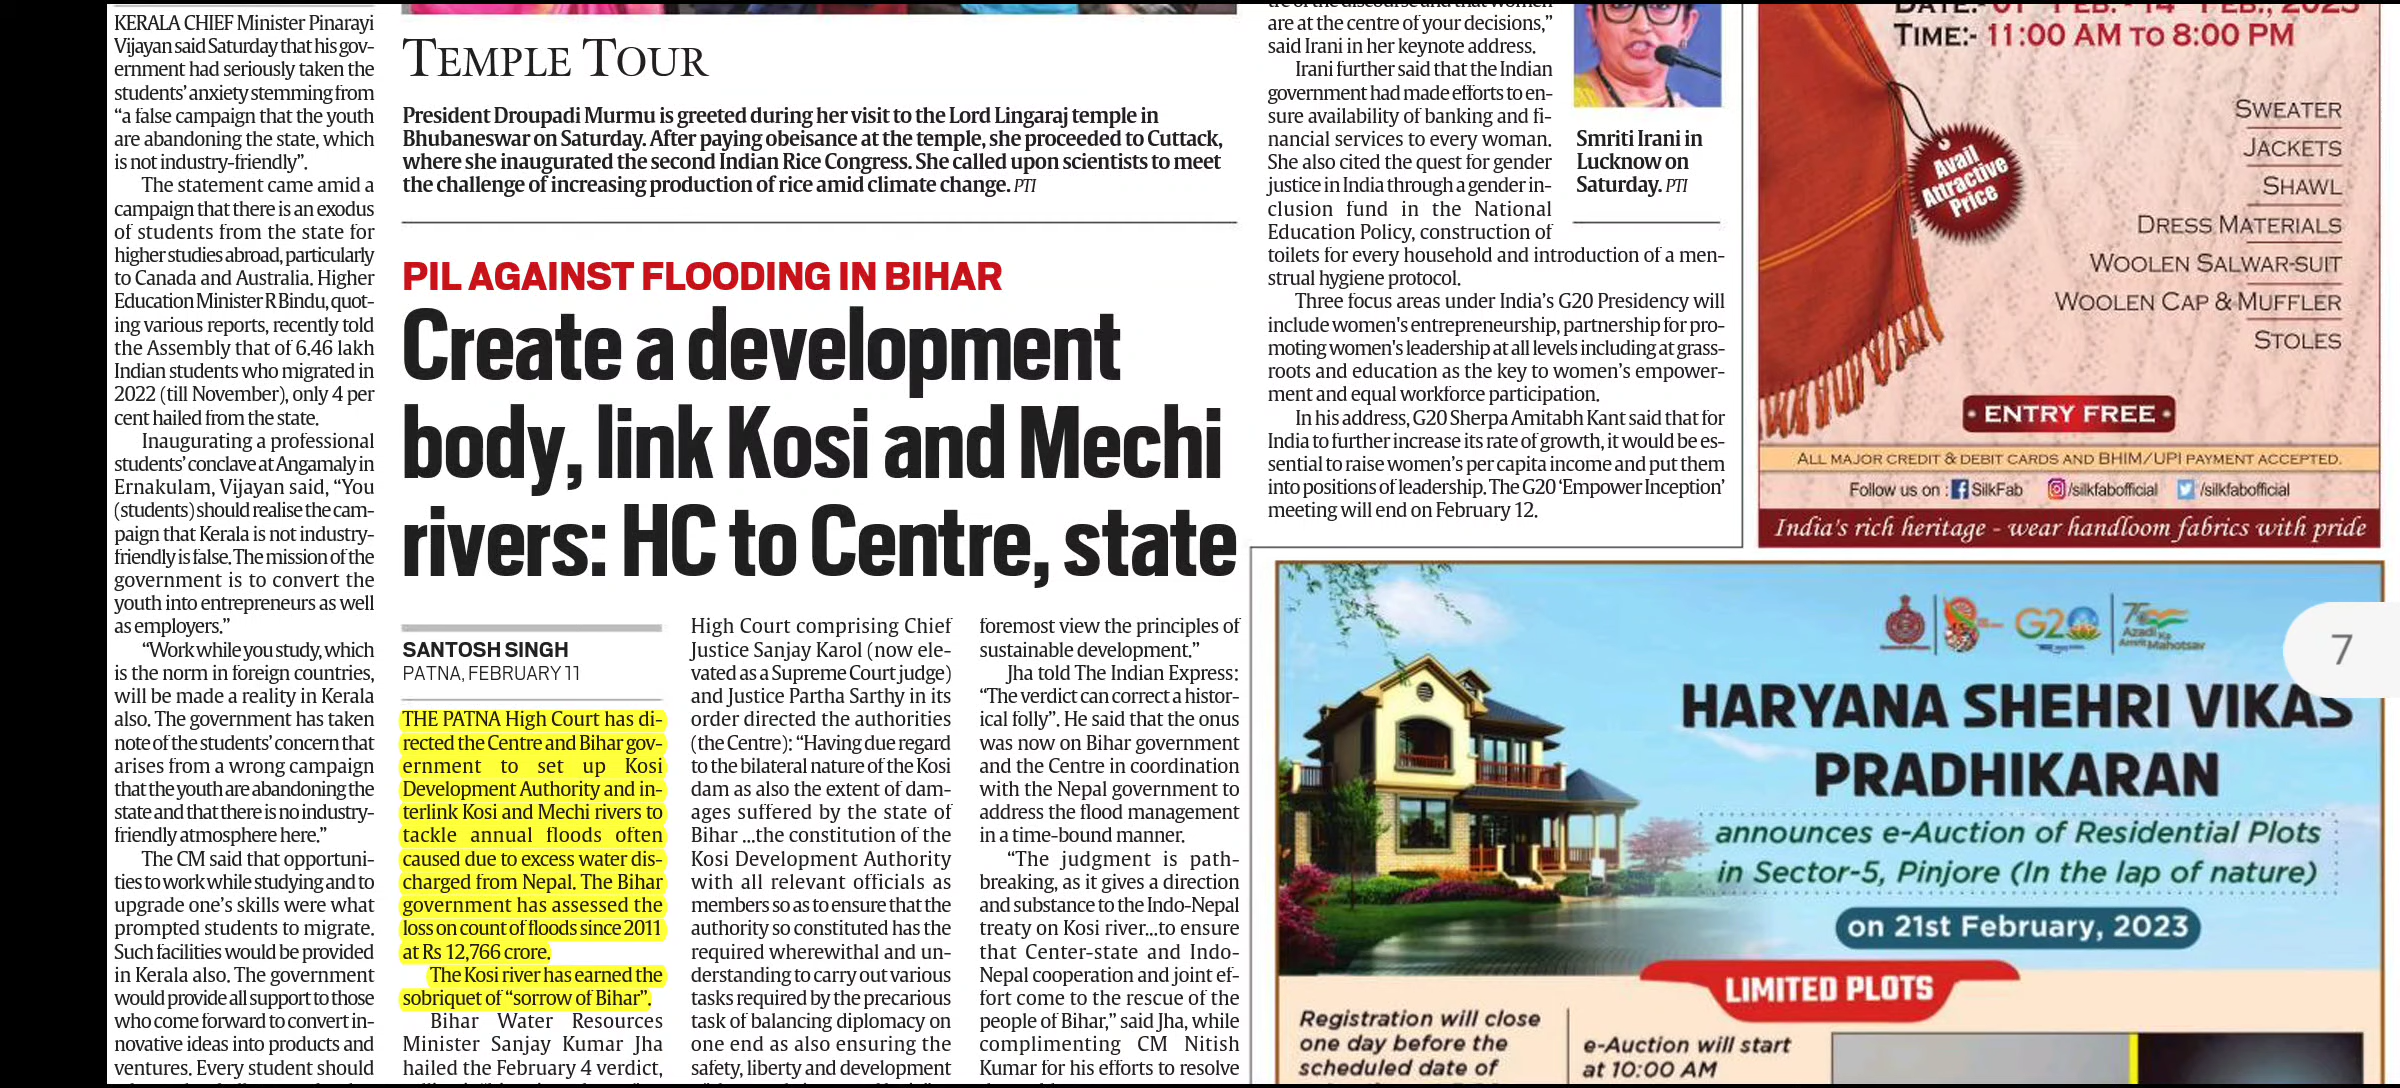 KERALA CHIEF Minister Pinarayi
Vijayan said Saturday that his gov-
ernment had seriously taken the
students' anxiety stemming from
"a false campaign that the youth
are abandoning the state, which
is not industry-friendly".
The statement came amid a
campaign that there is an exodus
of students from the state for
higher studies abroad, particularly
to Canada and Australia. Higher
Education Minister R Bindu, quot-
ing various reports, recently told
the Assembly that of 6.46 lakh
Indian students who migrated in
2022 (till November), only 4 per
cent hailed from the state.
Inaugurating a professional
students' conclave at Angamaly in
Ernakulam, Vijayan said, "You
(students) should realise the cam-
paign that Kerala is not industry-
friendly is false. The mission of the
government is to convert the
youth into entrepreneurs as well
as employers."
"Work while you study, which
is the norm in foreign countries,
will be made a reality in Kerala
also. The government has taken
note of the students' concern that
arises from a wrong campaign
that the youth are abandoning the
state and that there is no industry-
friendly atmosphere here."
The CM said that opportuni-
ties to work while studying and to
upgrade one's skills were what
prompted students to migrate.
Such facilities would be provided
in Kerala also. The government
would provide all support to those
who come forward to convert in-
novative ideas into products and
ventures. Every student should
TEMPLE TOUR
President Droupadi Murmu is greeted during her visit to the Lord Lingaraj temple in
Bhubaneswar on Saturday. After paying obeisance at the temple, she proceeded to Cuttack,
where she inaugurated the second Indian Rice Congress. She called upon scientists to meet
the challenge of increasing production of rice amid climate change. PTI
PIL AGAINST FLOODING IN BIHAR
Create a development
body, link Kosi and Mechi
rivers: HC to Centre, state
SANTOSH SINGH
PATNA, FEBRUARY 11
THE PATNA High Court has di-
rected the Centre and Bihar gov-
ernment to set up Kosi
Development Authority and in-
terlink Kosi and Mechi rivers to
tackle annual floods often
caused due to excess water dis-
charged from Nepal. The Bihar
government has assessed the
loss on count of floods since 2011
at Rs 12,766 crore.
The Kosi river has earned the
sobriquet of "sorrow of Bihar".
Bihar Water Resources
Minister Sanjay Kumar Jha
hailed the February 4 verdict,
High Court comprising Chief
Justice Sanjay Karol (now ele-
vated as a Supreme Court judge)
and Justice Partha Sarthy in its
order directed the authorities
(the Centre): "Having due regard
to the bilateral nature of the Kosi
dam as also the extent of dam-
ages suffered by the state of
Bihar ...the constitution of the
Kosi Development Authority
with all relevant officials as
members so as to ensure that the
authority so constituted has the
required wherewithal and un-
derstanding to carry out various
tasks required by the precarious
task of balancing diplomacy on
one end as also ensuring the
safety, liberty and development
foremost view the principles of
sustainable development."
Jha told The Indian Express:
"The verdict can correct a histor-
ical folly". He said that the onus
was now on Bihar government
and the Centre in coordination
with the Nepal government to
address the flood management
in a time-bound manner.
"The judgment is path-
breaking, as it gives a direction
and substance to the Indo-Nepal
treaty on Kosi river...to ensure
that Center-state and Indo-
Nepal cooperation and joint ef-
fort come to the rescue of the
people of Bihar," said Jha, while
complimenting CM Nitish
Kumar for his efforts to resolve
tre of the discourse and that women
are at the centre of your decisions,"
said Irani in her keynote address.
Irani further said that the Indian
government had made efforts to en-
sure availability of banking and fi-
nancial services to every woman.
She also cited the quest for gender
justice in India through a gender in-
clusion fund in the National
Education Policy, construction of
toilets for every household and introduction of a men-
strual hygiene protocol.
Three focus areas under India's G20 Presidency will
include women's entrepreneurship, partnership for pro-
moting women's leadership at all levels including at grass-
roots and education as the key to women's empower-
ment and equal workforce participation.
In his address, G20 Sherpa Amitabh Kant said that for
India to further increase its rate of growth, it would be es-
sential to raise women's per capita income and put them
into positions of leadership. The G20 'Empower Inception'
meeting will end on February 12.
Smriti Irani in
Lucknow on
Saturday. PTI
TIME:- 11:00 AM TO 8:00 PM
Avail
Attractive
Price
SWEATER
JACKETS
SHAWL
DRESS MATERIALS
WOOLEN SALWAR-SUIT
WOOLEN CAP & MUFFLER
STOLES
• ENTRY FREE •
ALL MAJOR CREDIT & DEBIT CARDS AND BHIM/UPI PAYMENT ACCEPTED.
Follow us on : SilkFab /silkfabofficial /silkfabofficial
India's rich heritage - wear handloom fabrics with pride
G20
75
Azadi Ka
Amrit Mahotsav
7
HARYANA SHEHRI VIKAS
PRADHIKARAN
announces e-Auction of Residential Plots
in Sector-5, Pinjore (In the lap of nature)
on 21st February, 2023
LIMITED PLOTS
Registration will close
one day before the
scheduled date of
e-Auction will start
at 10:00 AM